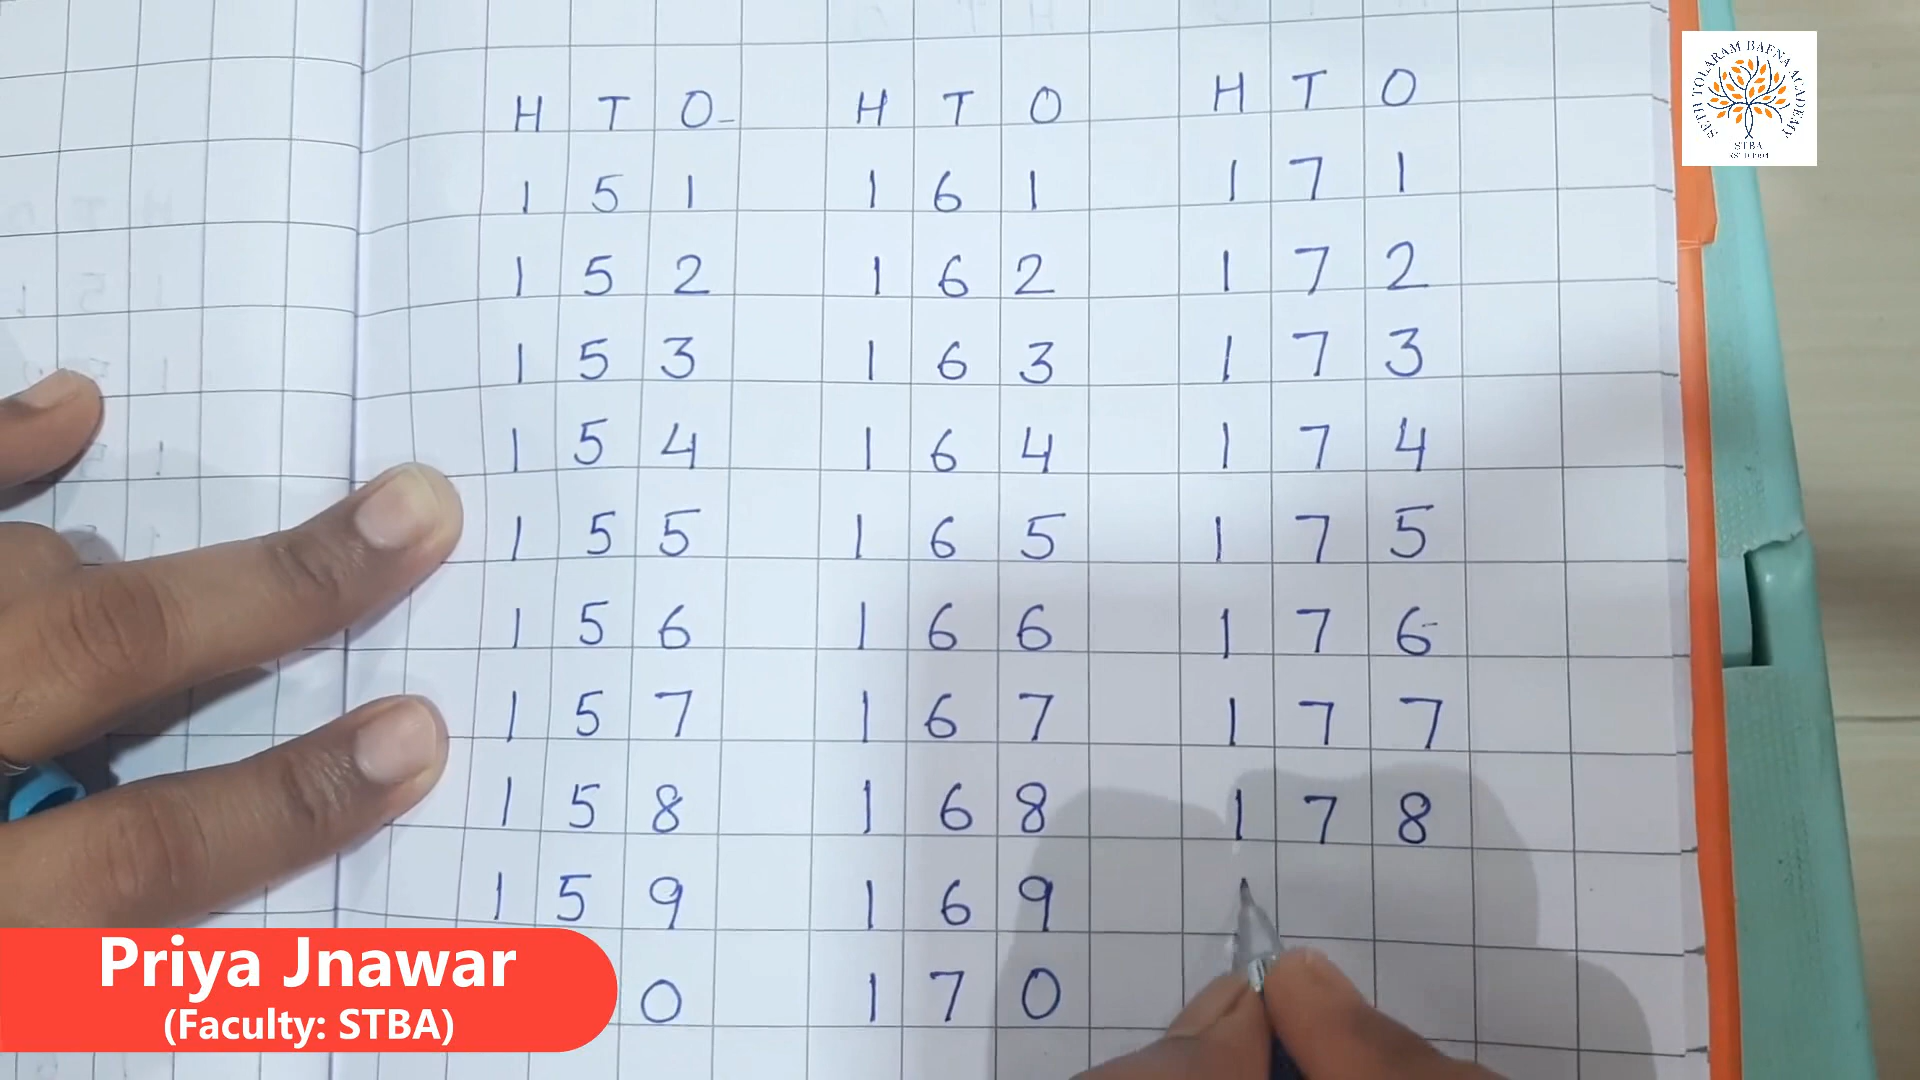 H T O H T O H T O
1 5 1 1 6 1 1 7 1
1 5 2 1 6 2 1 7 2
1 5 3 1 6 3 1 7 3
1 5 4 1 6 4 1 7 4
1 5 5 1 6 5 1 7 5
1 5 6 1 6 6 1 7 6
1 5 7 1 6 7 1 7 7
1 5 8 1 6 8 1 7 8
1 5 9 1 6 9
0 1 7 0
Priya Jnawar
(Faculty: STBA)
SETH TOLARAM BAFNA ACADEMY
STBA